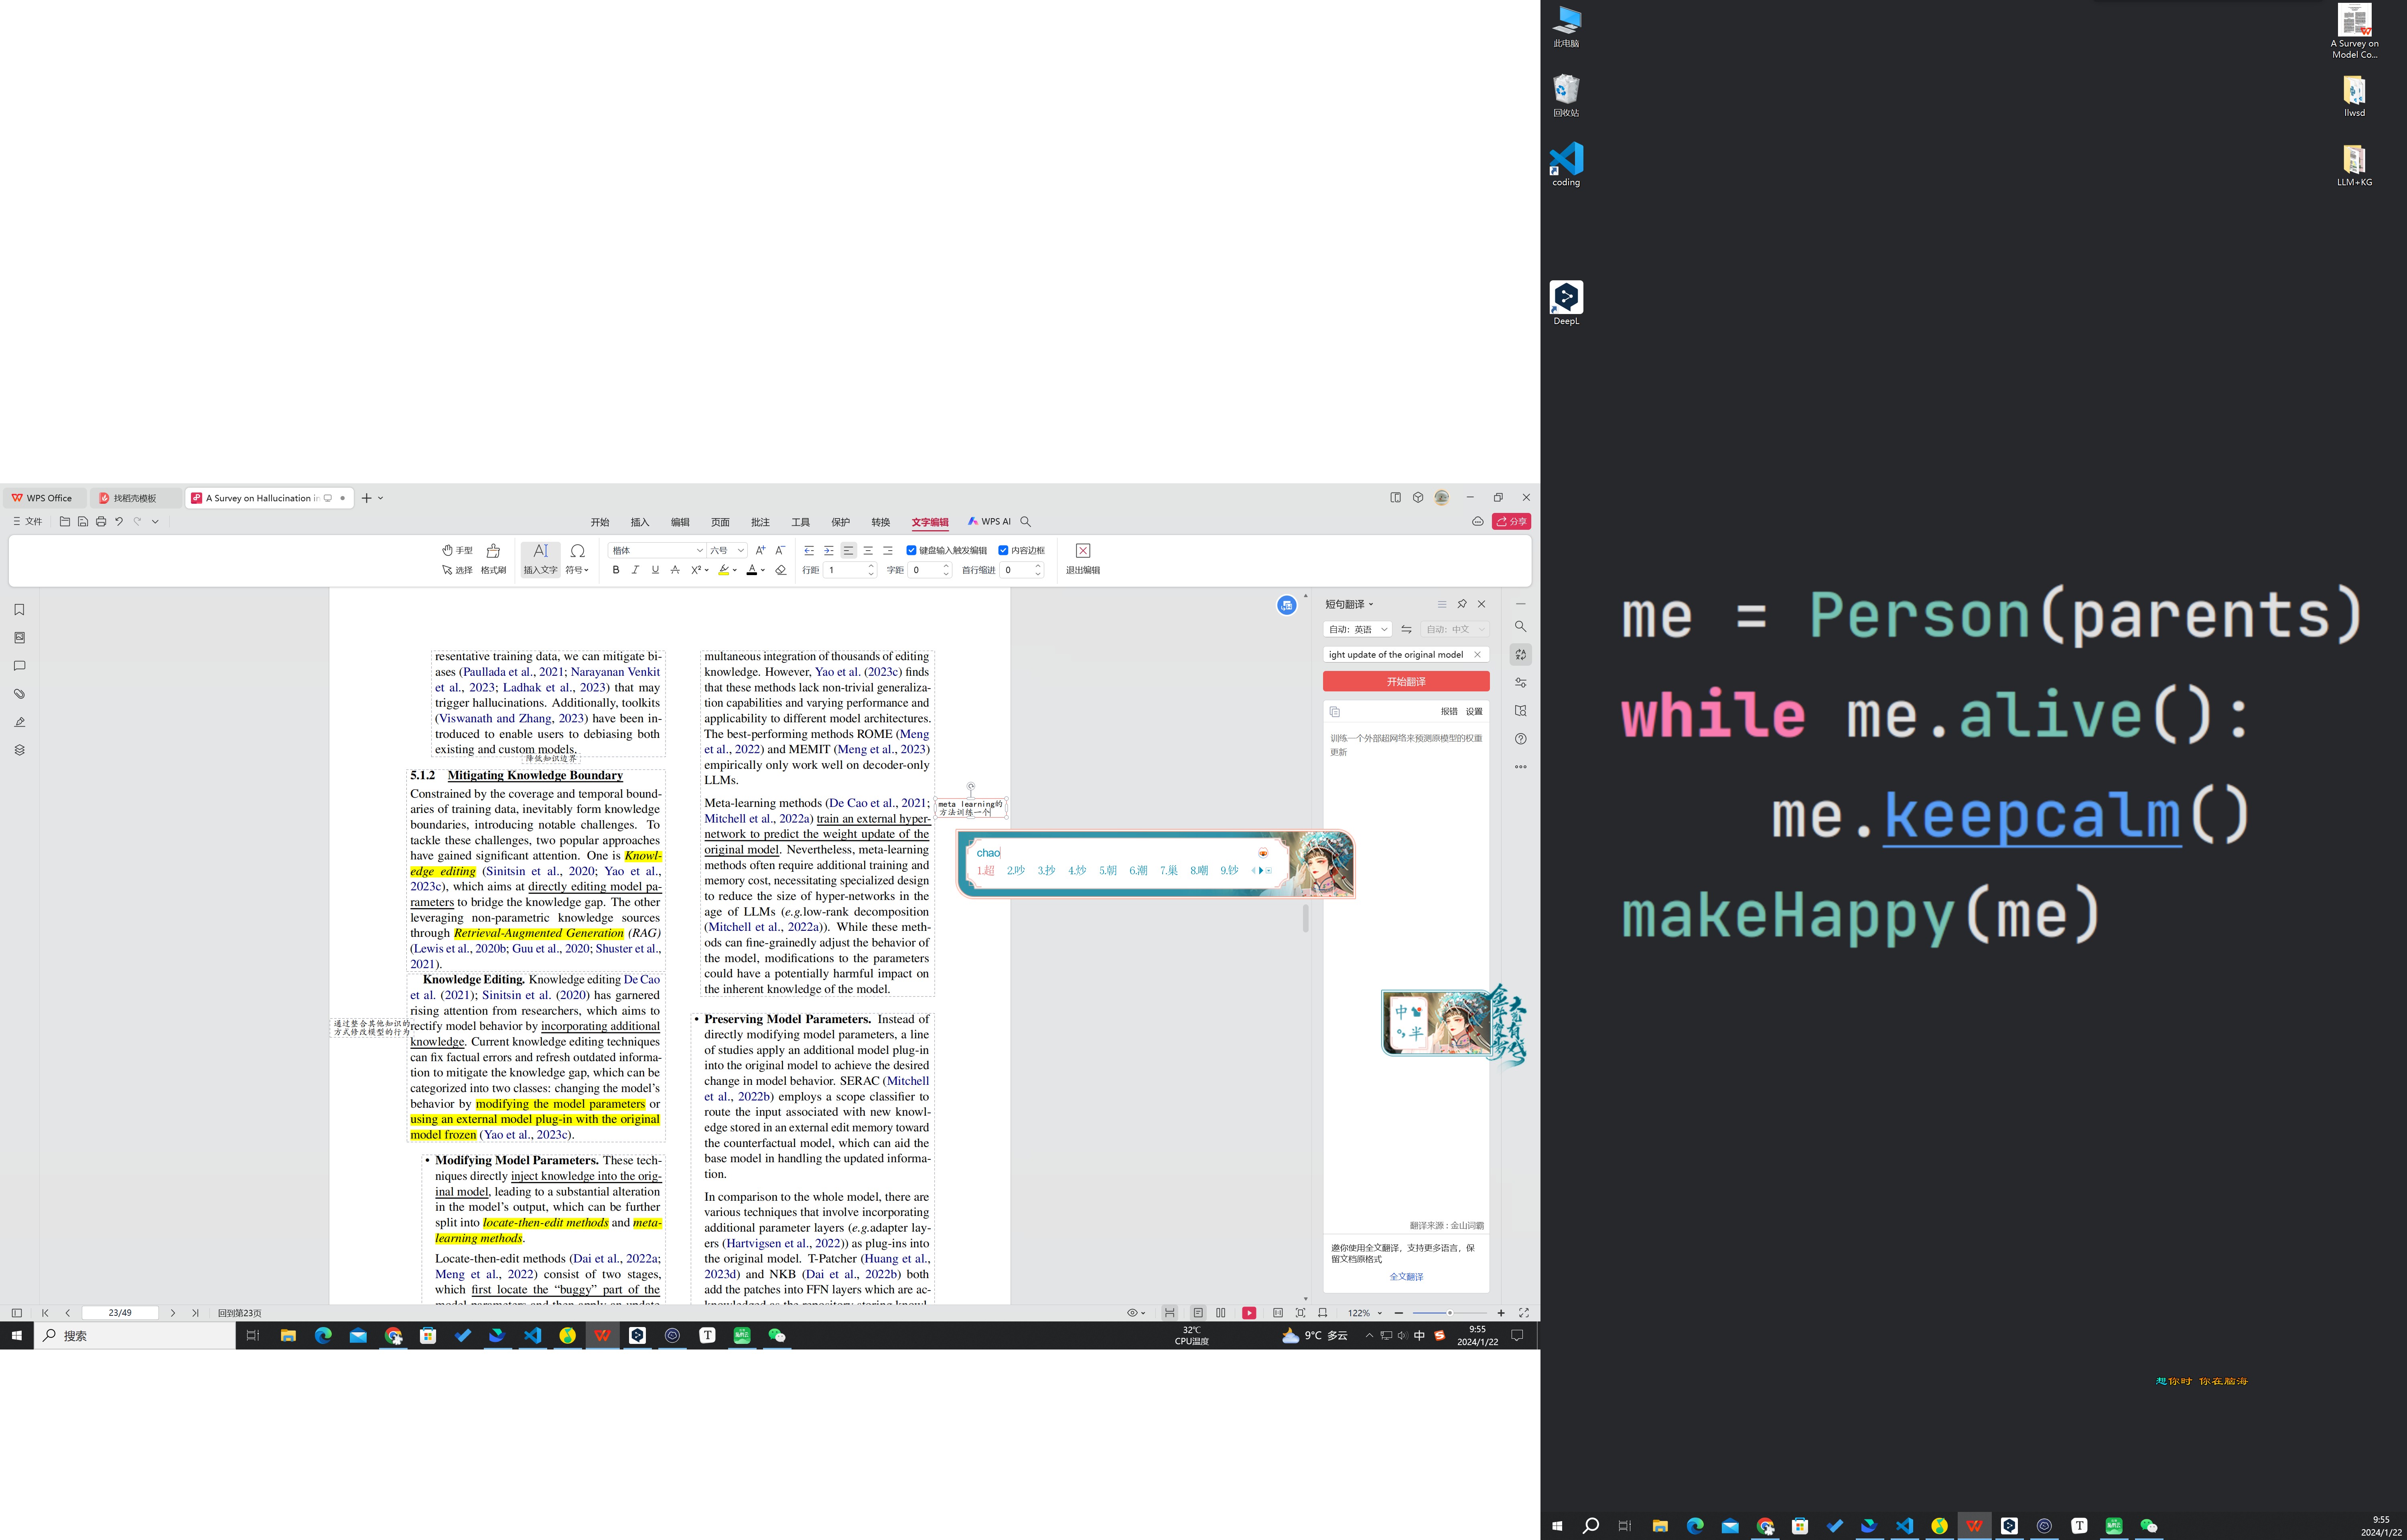 WPS Office
找稻壳模板
A Survey on Hallucination in
文件
开始
插入
编辑
页面
批注
工具
保护
转换
文字编辑
WPS AI
分享
手型
选择
格式刷
插入文字
符号
楷体
六号
键盘输入触发编辑
内容边框
行距 1
字距 0
首行缩进 0
退出编辑
resentative training data, we can mitigate bi-
ases (Paullada et al., 2021; Narayanan Venkit
et al., 2023; Ladhak et al., 2023) that may
trigger hallucinations. Additionally, toolkits
(Viswanath and Zhang, 2023) have been in-
troduced to enable users to debiasing both
existing and custom models.
降低知识边界
5.1.2 Mitigating Knowledge Boundary
Constrained by the coverage and temporal bound-
aries of training data, inevitably form knowledge
boundaries, introducing notable challenges. To
tackle these challenges, two popular approaches
have gained significant attention. One is Knowl-
edge editing (Sinitsin et al., 2020; Yao et al.,
2023c), which aims at directly editing model pa-
rameters to bridge the knowledge gap. The other
leveraging non-parametric knowledge sources
through Retrieval-Augmented Generation (RAG)
(Lewis et al., 2020b; Guu et al., 2020; Shuster et al.,
2021).
Knowledge Editing. Knowledge editing De Cao
et al. (2021); Sinitsin et al. (2020) has garnered
rising attention from researchers, which aims to
rectify model behavior by incorporating additional
knowledge. Current knowledge editing techniques
can fix factual errors and refresh outdated informa-
tion to mitigate the knowledge gap, which can be
categorized into two classes: changing the model's
behavior by modifying the model parameters or
using an external model plug-in with the original
model frozen (Yao et al., 2023c).
通过整合其他知识的
方式修改模型的行为
• Modifying Model Parameters. These tech-
niques directly inject knowledge into the orig-
inal model, leading to a substantial alteration
in the model's output, which can be further
split into locate-then-edit methods and meta-
learning methods.
Locate-then-edit methods (Dai et al., 2022a;
Meng et al., 2022) consist of two stages,
which first locate the “buggy” part of the
model parameters and then apply an update
multaneous integration of thousands of editing
knowledge. However, Yao et al. (2023c) finds
that these methods lack non-trivial generaliza-
tion capabilities and varying performance and
applicability to different model architectures.
The best-performing methods ROME (Meng
et al., 2022) and MEMIT (Meng et al., 2023)
empirically only work well on decoder-only
LLMs.
Meta-learning methods (De Cao et al., 2021;
Mitchell et al., 2022a) train an external hyper-
network to predict the weight update of the
original model. Nevertheless, meta-learning
methods often require additional training and
memory cost, necessitating specialized design
to reduce the size of hyper-networks in the
age of LLMs (e.g.low-rank decomposition
(Mitchell et al., 2022a)). While these meth-
ods can fine-grainedly adjust the behavior of
the model, modifications to the parameters
could have a potentially harmful impact on
the inherent knowledge of the model.
meta learning的
方法训练一个
• Preserving Model Parameters. Instead of
directly modifying model parameters, a line
of studies apply an additional model plug-in
into the original model to achieve the desired
change in model behavior. SERAC (Mitchell
et al., 2022b) employs a scope classifier to
route the input associated with new knowl-
edge stored in an external edit memory toward
the counterfactual model, which can aid the
base model in handling the updated informa-
tion.
In comparison to the whole model, there are
various techniques that involve incorporating
additional parameter layers (e.g.adapter lay-
ers (Hartvigsen et al., 2022)) as plug-ins into
the original model. T-Patcher (Huang et al.,
2023d) and NKB (Dai et al., 2022b) both
add the patches into FFN layers which are ac-
knowledged as the repository storing knowl-
chao
1.超 2.吵 3.抄 4.炒 5.朝 6.潮 7.巢 8.嘲 9.钞
短句翻译
自动：英语
自动：中文
ight update of the original model
开始翻译
报错 设置
训练一个外部超网络来预测原模型的权重
更新
中
半
翻译来源：金山词霸
邀你使用全文翻译，支持更多语言，保
留文档原格式
全文翻译
23/49
回到第23页
122%
搜索
32℃
CPU温度
9°C 多云
中
9:55
2024/1/22
此电脑
回收站
coding
DeepL
A Survey on
Model Co...
llwsd
LLM+KG
me = Person(parents)
while me.alive():
me.keepcalm()
makeHappy(me)
想你时 你在脑海
9:55
2024/1/22